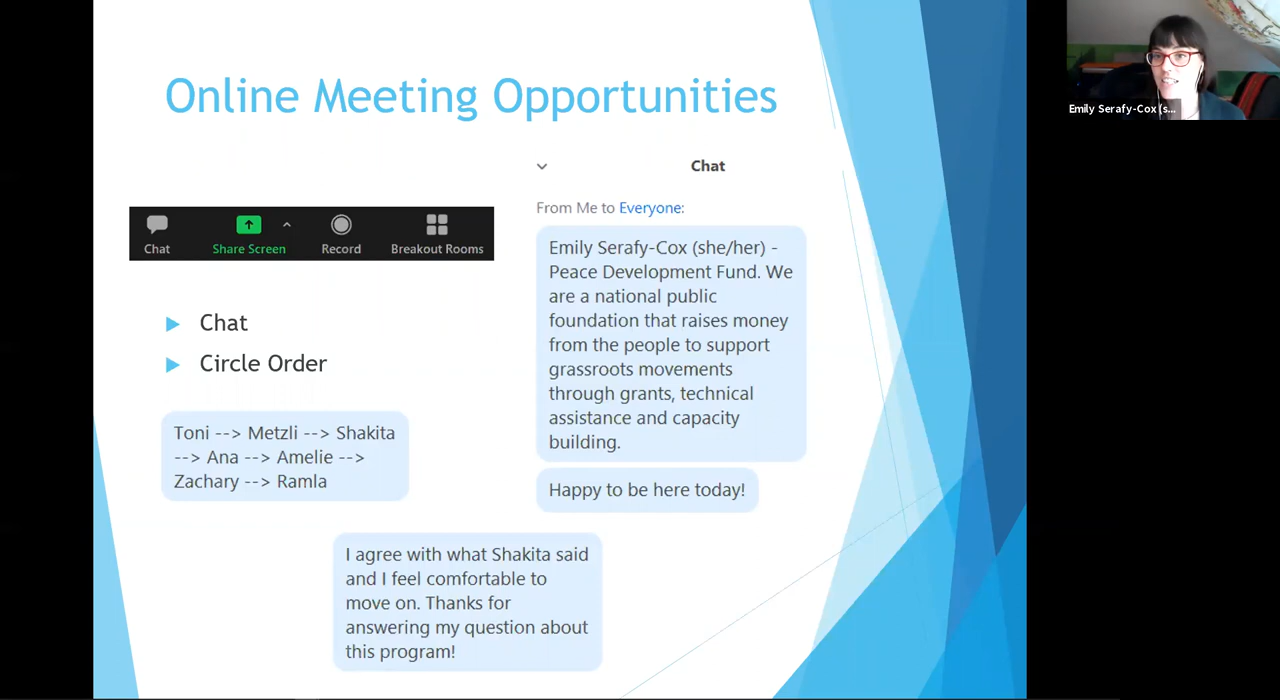 Online Meeting Opportunities
Chat
From Me to Everyone:
Chat Share Screen Record Breakout Rooms
Emily Serafy-Cox (she/her) -
Peace Development Fund. We
are a national public
foundation that raises money
from the people to support
grassroots movements
through grants, technical
assistance and capacity
building.
Happy to be here today!
Chat
Circle Order
Toni --> Metzli --> Shakita
--> Ana --> Amelie -->
Zachary --> Ramla
I agree with what Shakita said
and I feel comfortable to
move on. Thanks for
answering my question about
this program!
Emily Serafy-Cox (s...